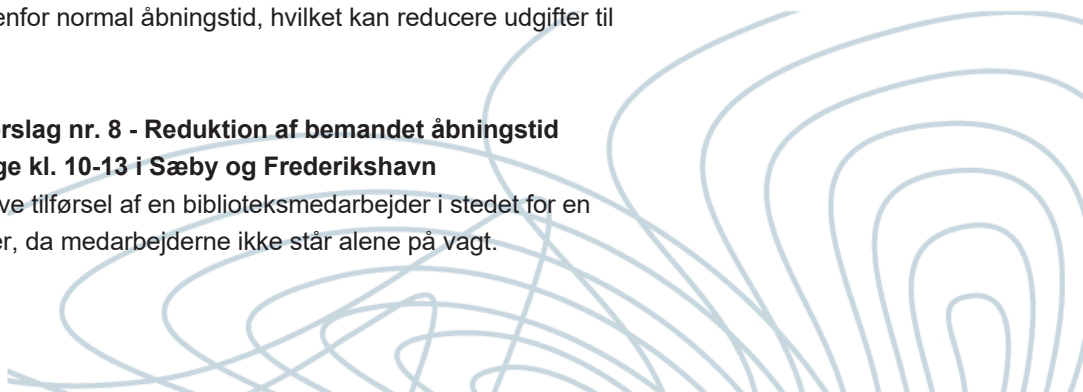 enfor normal åbningstid, hvilket kan reducere udgifter til
rslag nr. 8 - Reduktion af bemandet åbningstid
ge kl. 10-13 i Sæby og Frederikshavn
ve tilførsel af en biblioteksmedarbejder i stedet for en
er, da medarbejderne ikke står alene på vagt.